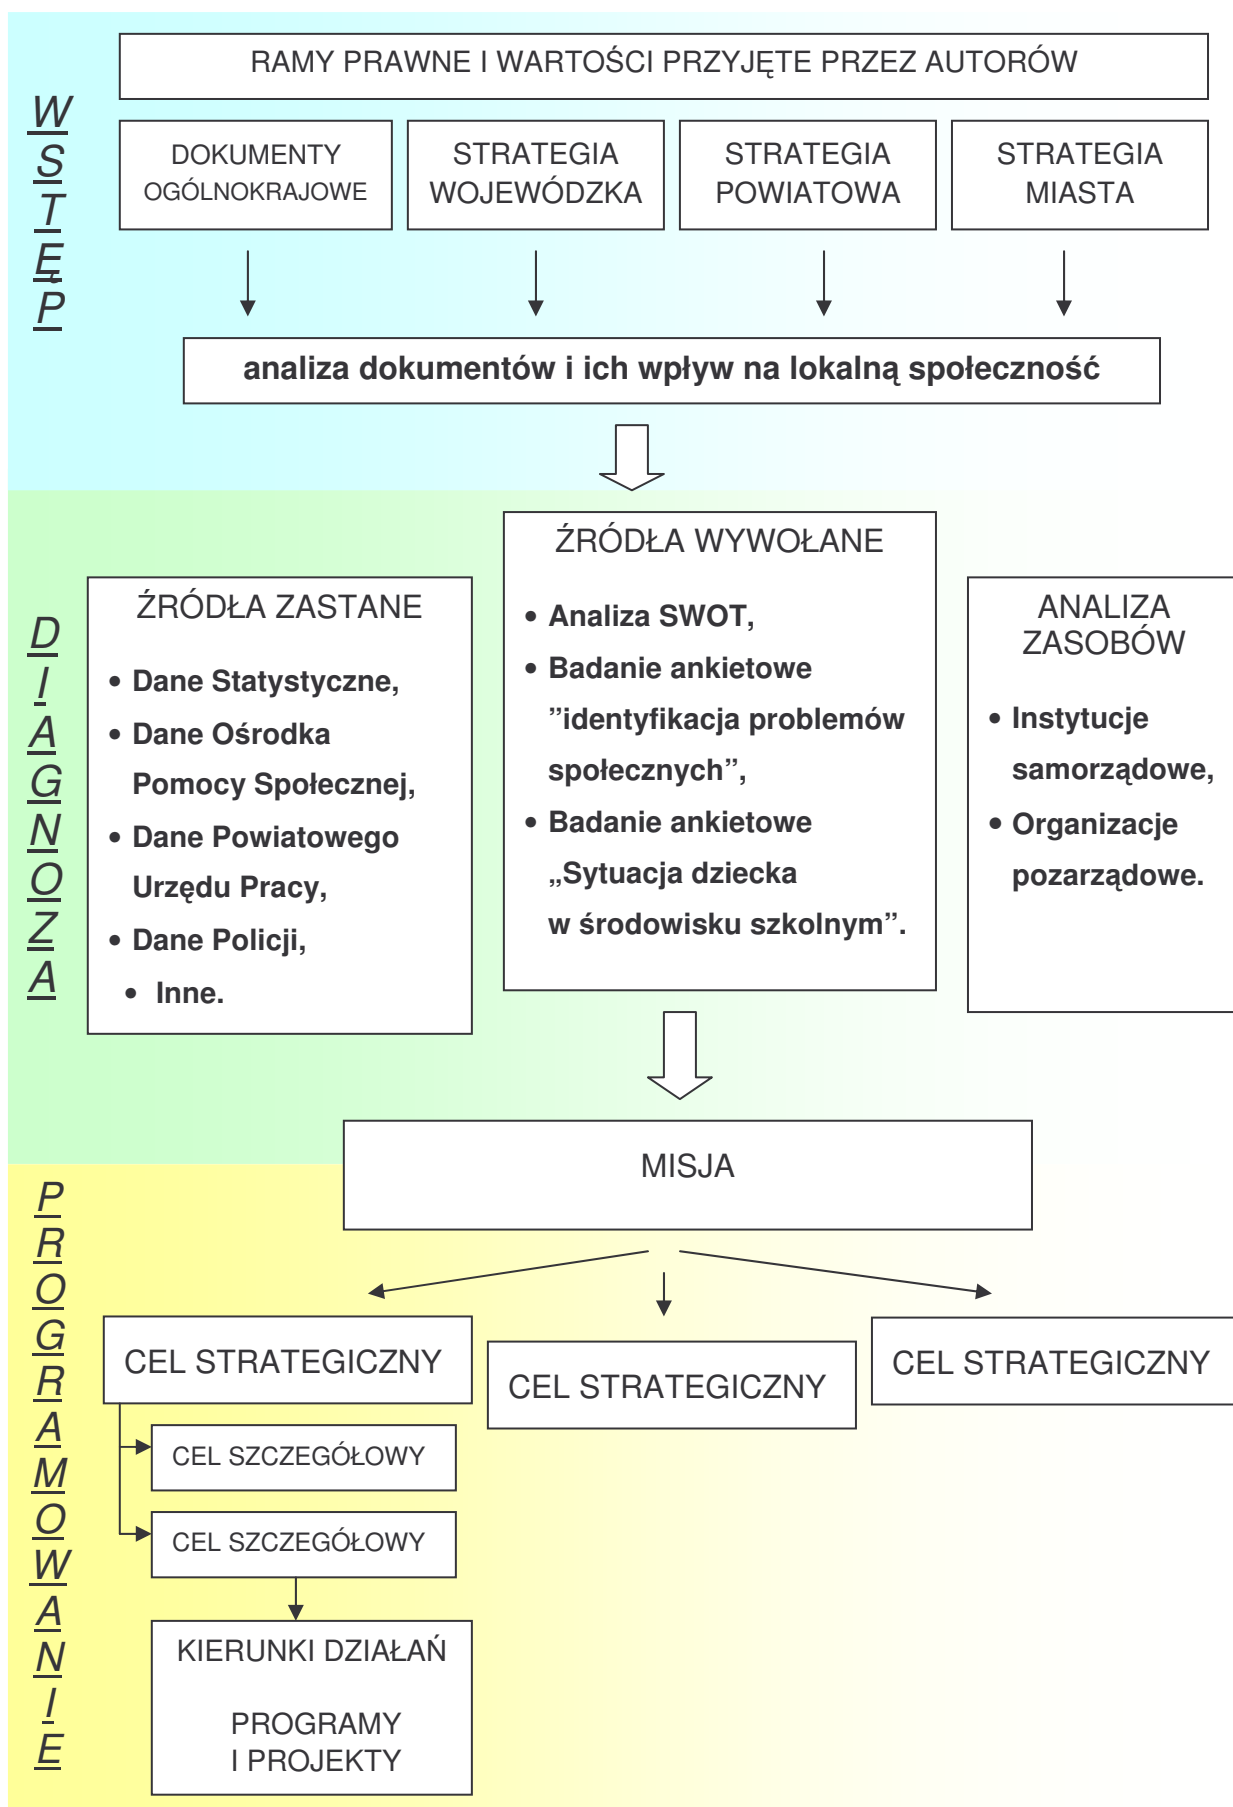 WSTĘP
RAMY PRAWNE I WARTOŚCI PRZYJĘTE PRZEZ AUTORÓW
DOKUMENTY
OGÓLNOKRAJOWE
STRATEGIA
WOJEWÓDZKA
STRATEGIA
POWIATOWA
STRATEGIA
MIASTA
analiza dokumentów i ich wpływ na lokalną społeczność
DIAGNOZA
ŹRÓDŁA ZASTANE
• Dane Statystyczne,
• Dane Ośrodka
Pomocy Społecznej,
• Dane Powiatowego
Urzędu Pracy,
• Dane Policji,
• Inne.
ŹRÓDŁA WYWOŁANE
• Analiza SWOT,
• Badanie ankietowe
”identyfikacja problemów
społecznych”,
• Badanie ankietowe
„Sytuacja dziecka
w środowisku szkolnym”.
ANALIZA
ZASOBÓW
• Instytucje
samorządowe,
• Organizacje
pozarządowe.
MISJA
PROGRAMOWANIE
CEL STRATEGICZNY
CEL STRATEGICZNY
CEL STRATEGICZNY
CEL SZCZEGÓŁOWY
CEL SZCZEGÓŁOWY
KIERUNKI DZIAŁAŃ
PROGRAMY
I PROJEKTY